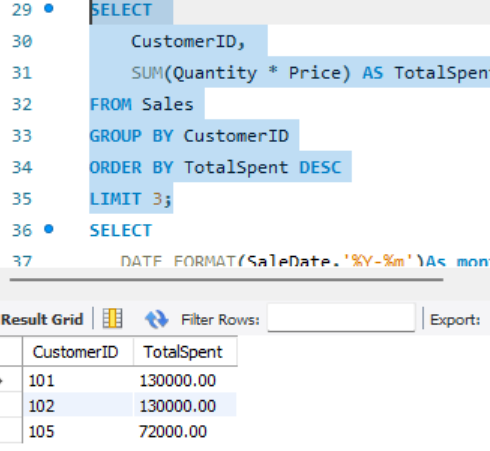 29 SELECT
30 CustomerID,
31 SUM(Quantity * Price) AS TotalSpent
32 FROM Sales
33 GROUP BY CustomerID
34 ORDER BY TotalSpent DESC
35 LIMIT 3;
36 SELECT
37 DATE_FORMAT(SaleDate,'%Y-%m')As mon
Result Grid Filter Rows: Export:
CustomerID TotalSpent
101 130000.00
102 130000.00
105 72000.00